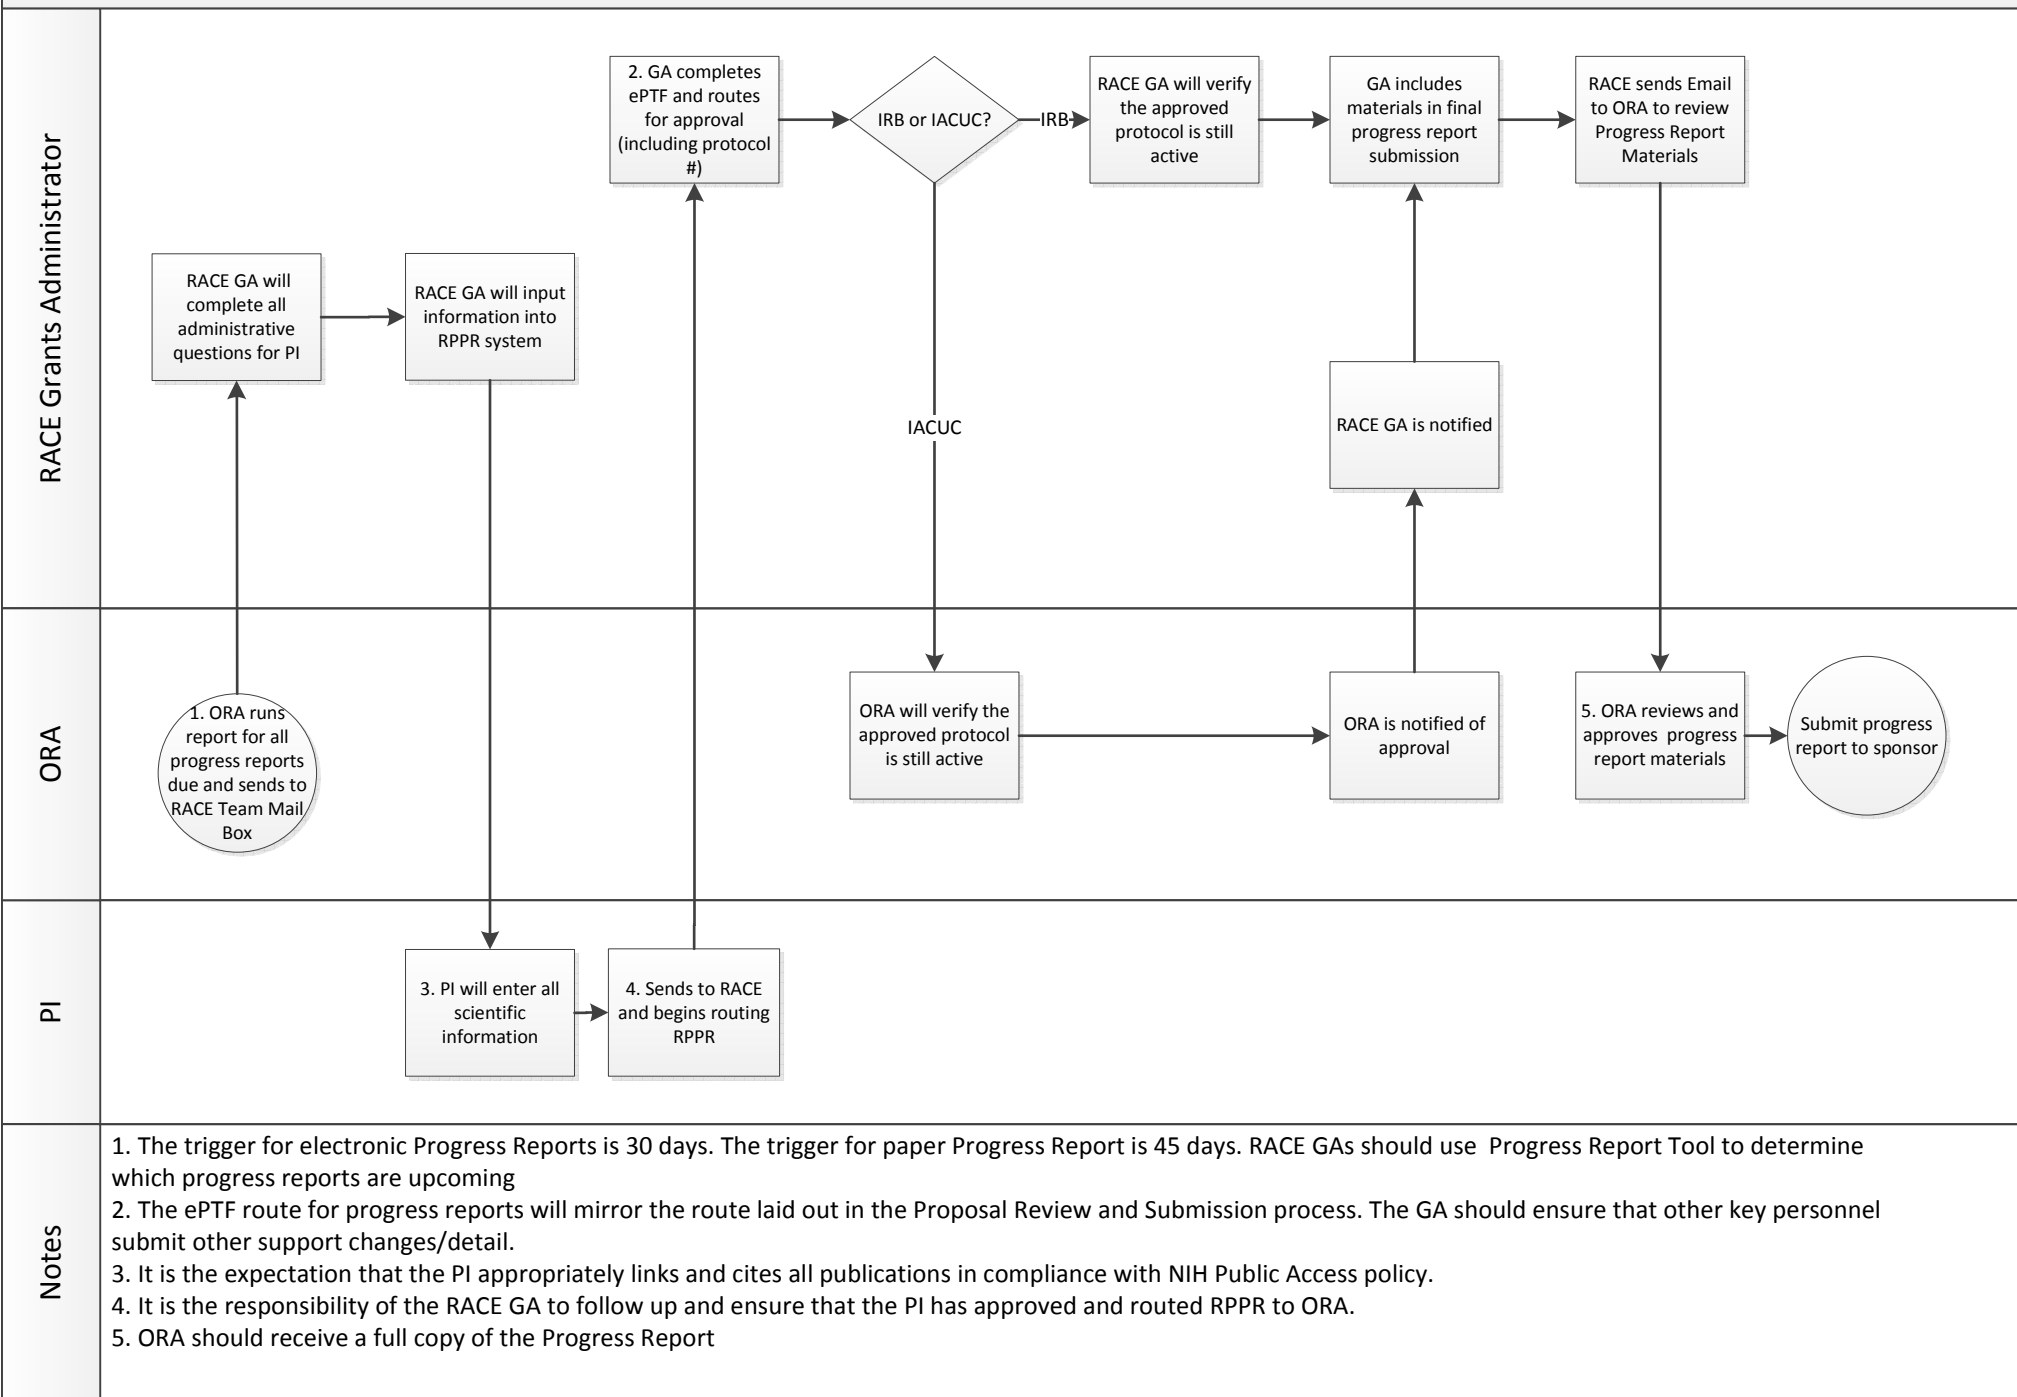 RACE Grants Administrator
2. GA completes
ePTF and routes
for approval
(including protocol
#)
IRB or IACUC?
IRB
RACE GA will verify
the approved
protocol is still
active
GA includes
materials in final
progress report
submission
RACE sends Email
to ORA to review
Progress Report
Materials
RACE GA will
complete all
administrative
questions for PI
RACE GA will input
information into
RPPR system
IACUC
RACE GA is notified
ORA
1. ORA runs
report for all
progress reports
due and sends to
RACE Team Mail
Box
ORA will verify the
approved protocol
is still active
ORA is notified of
approval
5. ORA reviews and
approves  progress
report materials
Submit progress
report to sponsor
PI
3. PI will enter all
scientific
information
4. Sends to RACE
and begins routing
RPPR
Notes
1. The trigger for electronic Progress Reports is 30 days. The trigger for paper Progress Report is 45 days. RACE GAs should use  Progress Report Tool to determine
which progress reports are upcoming
2. The ePTF route for progress reports will mirror the route laid out in the Proposal Review and Submission process. The GA should ensure that other key personnel
submit other support changes/detail.
3. It is the expectation that the PI appropriately links and cites all publications in compliance with NIH Public Access policy.
4. It is the responsibility of the RACE GA to follow up and ensure that the PI has approved and routed RPPR to ORA.
5. ORA should receive a full copy of the Progress Report